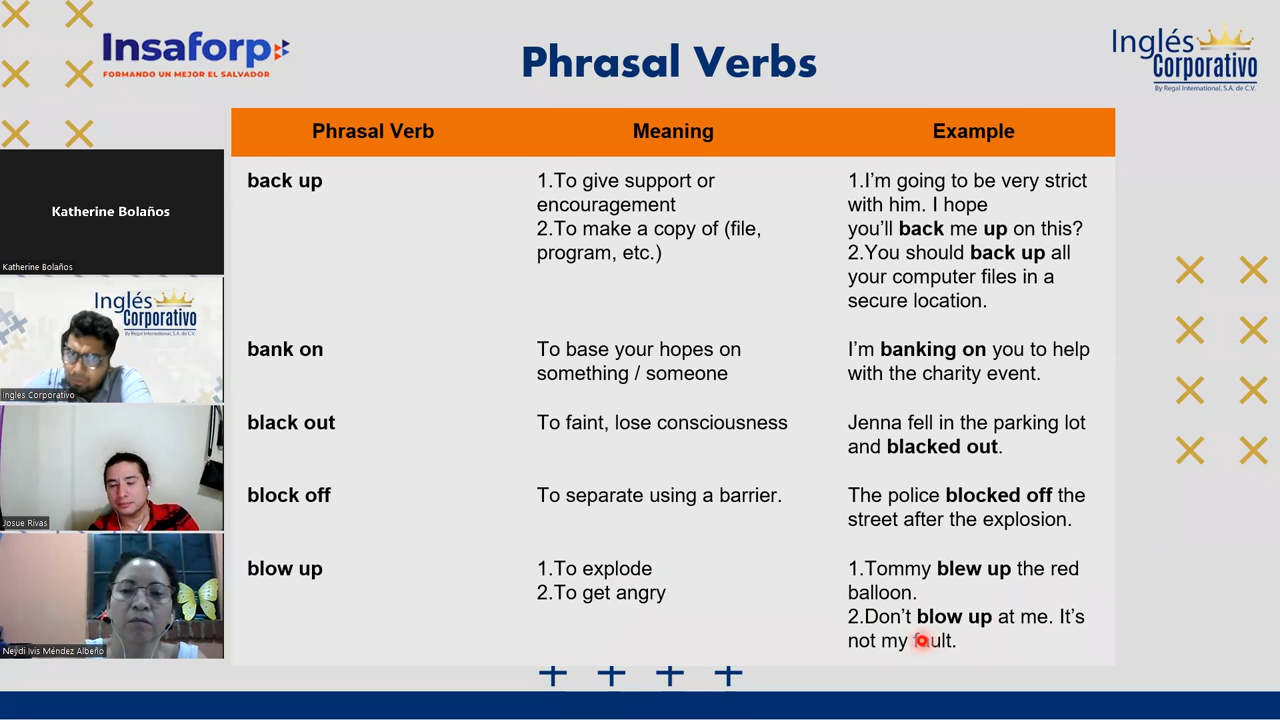 Insaforp
FORMANDO UN MEJOR EL SALVADOR
Phrasal Verbs
Inglés
Corporativo
By Regal International, S.A. de C.V.
Phrasal Verb
Meaning
Example
back up
1.To give support or
encouragement
2.To make a copy of (file,
program, etc.)
1.I’m going to be very strict
with him. I hope
you’ll back me up on this?
2.You should back up all
your computer files in a
secure location.
bank on
To base your hopes on
something / someone
I’m banking on you to help
with the charity event.
black out
To faint, lose consciousness
Jenna fell in the parking lot
and blacked out.
block off
To separate using a barrier.
The police blocked off the
street after the explosion.
blow up
1.To explode
2.To get angry
1.Tommy blew up the red
balloon.
2.Don’t blow up at me. It’s
not my fault.
Katherine Bolaños
Katherine Bolaños
Inglés
Corporativo
By Regal International, S.A. de C.V.
Ingles Corporativo
Josue Rivas
Neydi Ivis Méndez Albeño